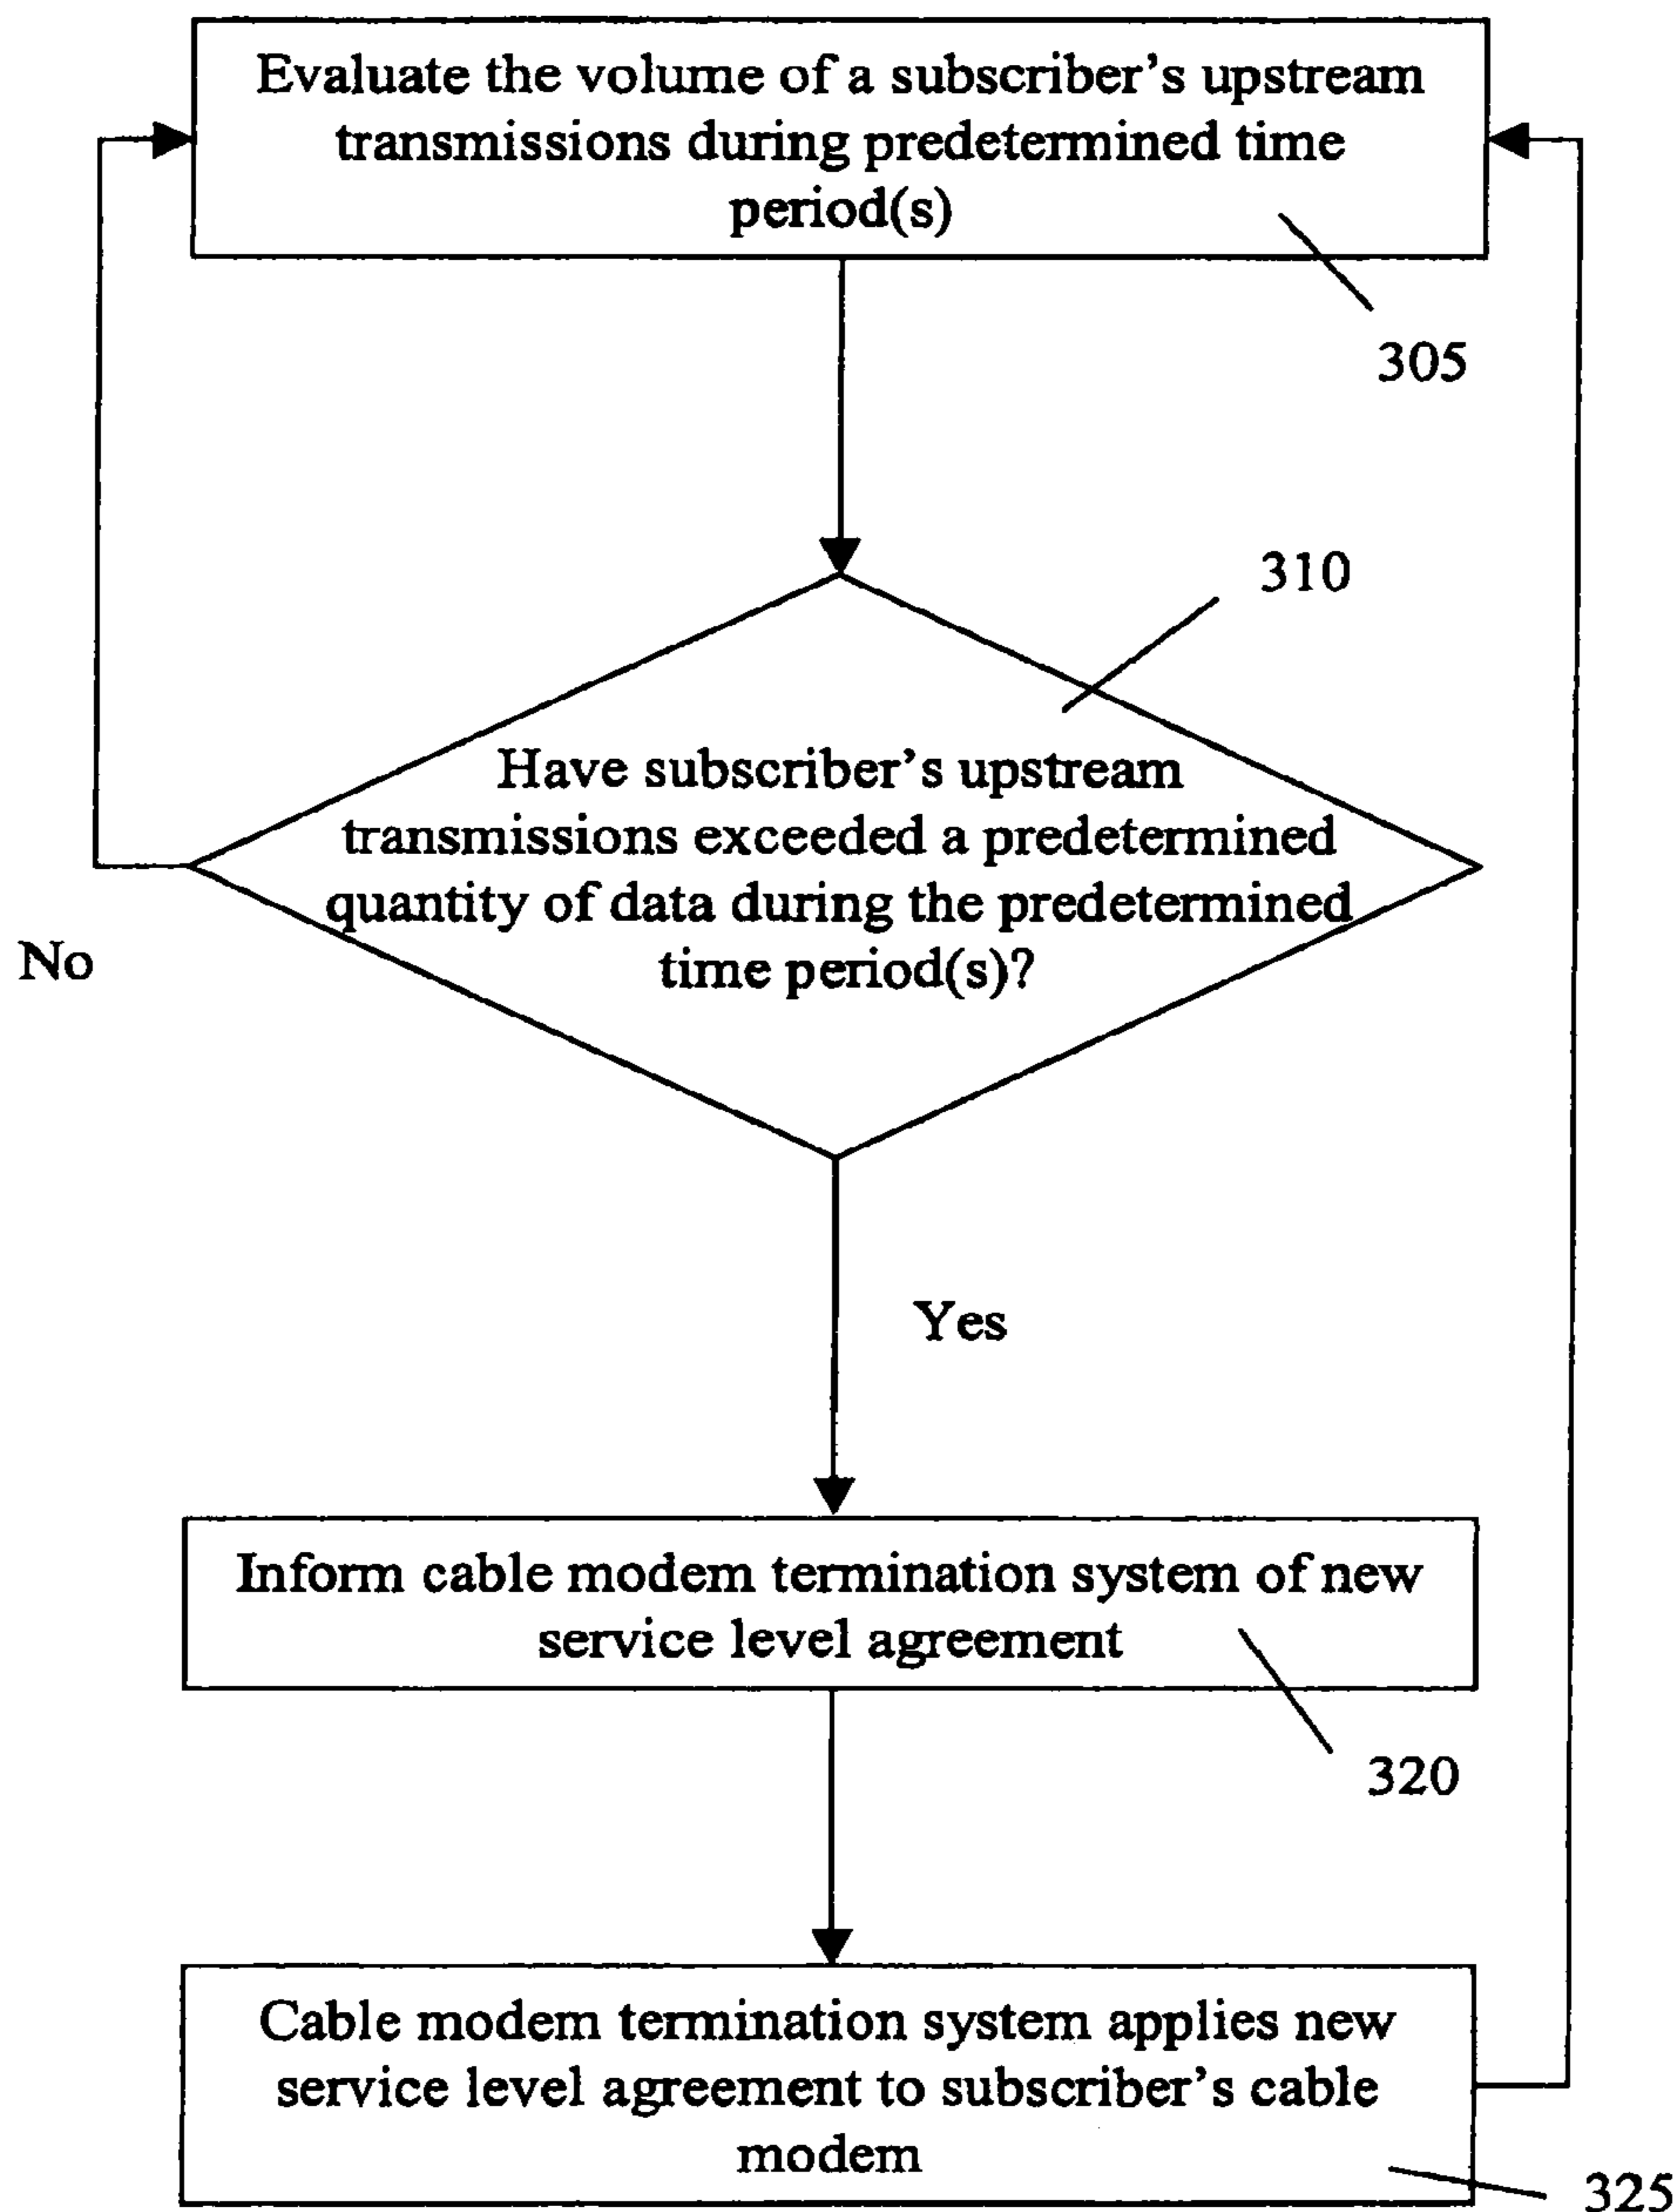 Evaluate the volume of a subscriber's upstream
transmissions during predetermined time
period(s)
305
310
Have subscriber's upstream
transmissions exceeded a predetermined
quantity of data during the predetermined
time period(s)?
No
Yes
Inform cable modem termination system of new
service level agreement
320
Cable modem termination system applies new
service level agreement to subscriber's cable
modem
325